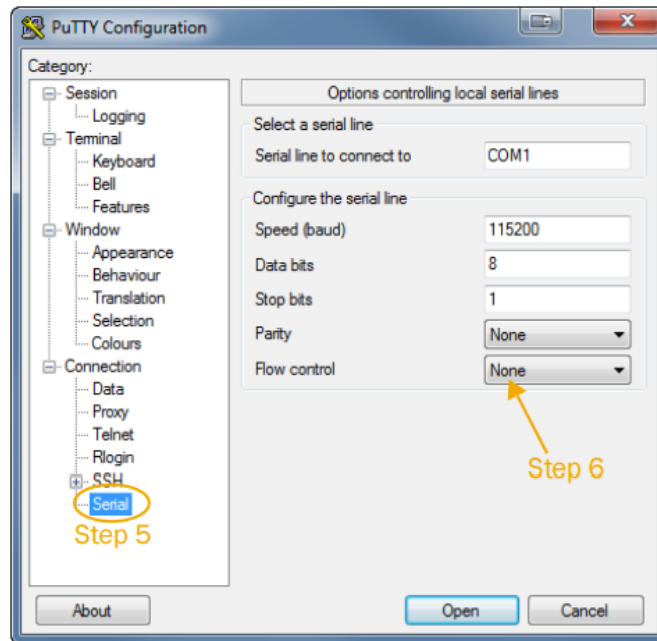 PuTTY Configuration
Category:
Session
Logging
Terminal
Keyboard
Bell
Features
Window
Appearance
Behaviour
Translation
Selection
Colours
Connection
Data
Proxy
Telnet
Rlogin
SSH
Serial
Step 5
Options controlling local serial lines
Select a serial line
Serial line to connect to COM1
Configure the serial line
Speed (baud) 115200
Data bits 8
Stop bits 1
Parity None
Flow control None
Step 6
About Open Cancel